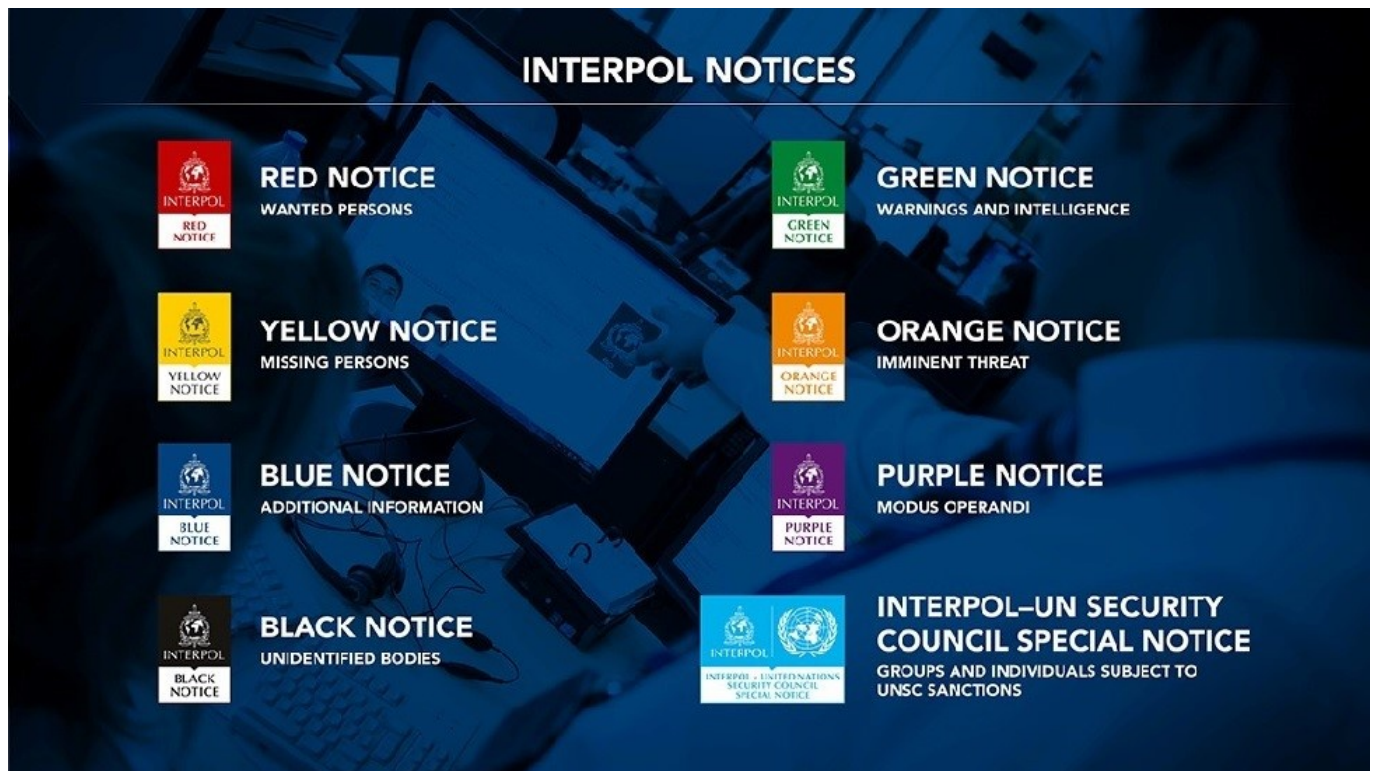 INTERPOL NOTICES
INTERPOL
RED
NOTICE
RED NOTICE
WANTED PERSONS
INTERPOL
GREEN
NOTICE
GREEN NOTICE
WARNINGS AND INTELLIGENCE
INTERPOL
YELLOW
NOTICE
YELLOW NOTICE
MISSING PERSONS
INTERPOL
ORANGE
NOTICE
ORANGE NOTICE
IMMINENT THREAT
INTERPOL
BLUE
NOTICE
BLUE NOTICE
ADDITIONAL INFORMATION
INTERPOL
PURPLE
NOTICE
PURPLE NOTICE
MODUS OPERANDI
INTERPOL
BLACK
NOTICE
BLACK NOTICE
UNIDENTIFIED BODIES
INTERPOL
INTERPOL - UNITED NATIONS
SECURITY COUNCIL
SPECIAL NOTICE
INTERPOL–UN SECURITY
COUNCIL SPECIAL NOTICE
GROUPS AND INDIVIDUALS SUBJECT TO
UNSC SANCTIONS